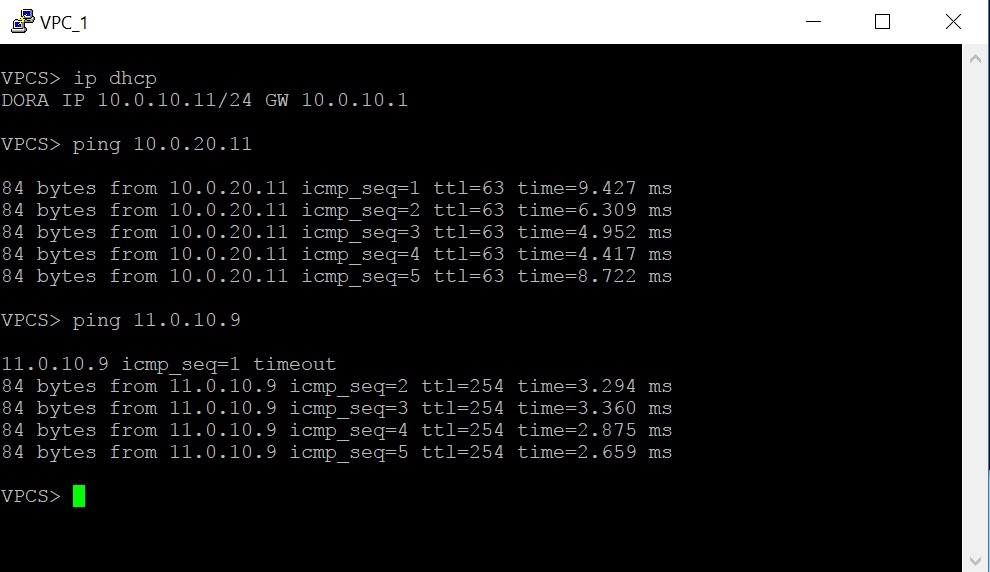 VPC_1
VPCS> ip dhcp
DORA IP 10.0.10.11/24 GW 10.0.10.1
VPCS> ping 10.0.20.11
84 bytes from 10.0.20.11 icmp_seq=1 ttl=63 time=9.427 ms
84 bytes from 10.0.20.11 icmp_seq=2 ttl=63 time=6.309 ms
84 bytes from 10.0.20.11 icmp_seq=3 ttl=63 time=4.952 ms
84 bytes from 10.0.20.11 icmp_seq=4 ttl=63 time=4.417 ms
84 bytes from 10.0.20.11 icmp_seq=5 ttl=63 time=8.722 ms
VPCS> ping 11.0.10.9
11.0.10.9 icmp_seq=1 timeout
84 bytes from 11.0.10.9 icmp_seq=2 ttl=254 time=3.294 ms
84 bytes from 11.0.10.9 icmp_seq=3 ttl=254 time=3.360 ms
84 bytes from 11.0.10.9 icmp_seq=4 ttl=254 time=2.875 ms
84 bytes from 11.0.10.9 icmp_seq=5 ttl=254 time=2.659 ms
VPCS>